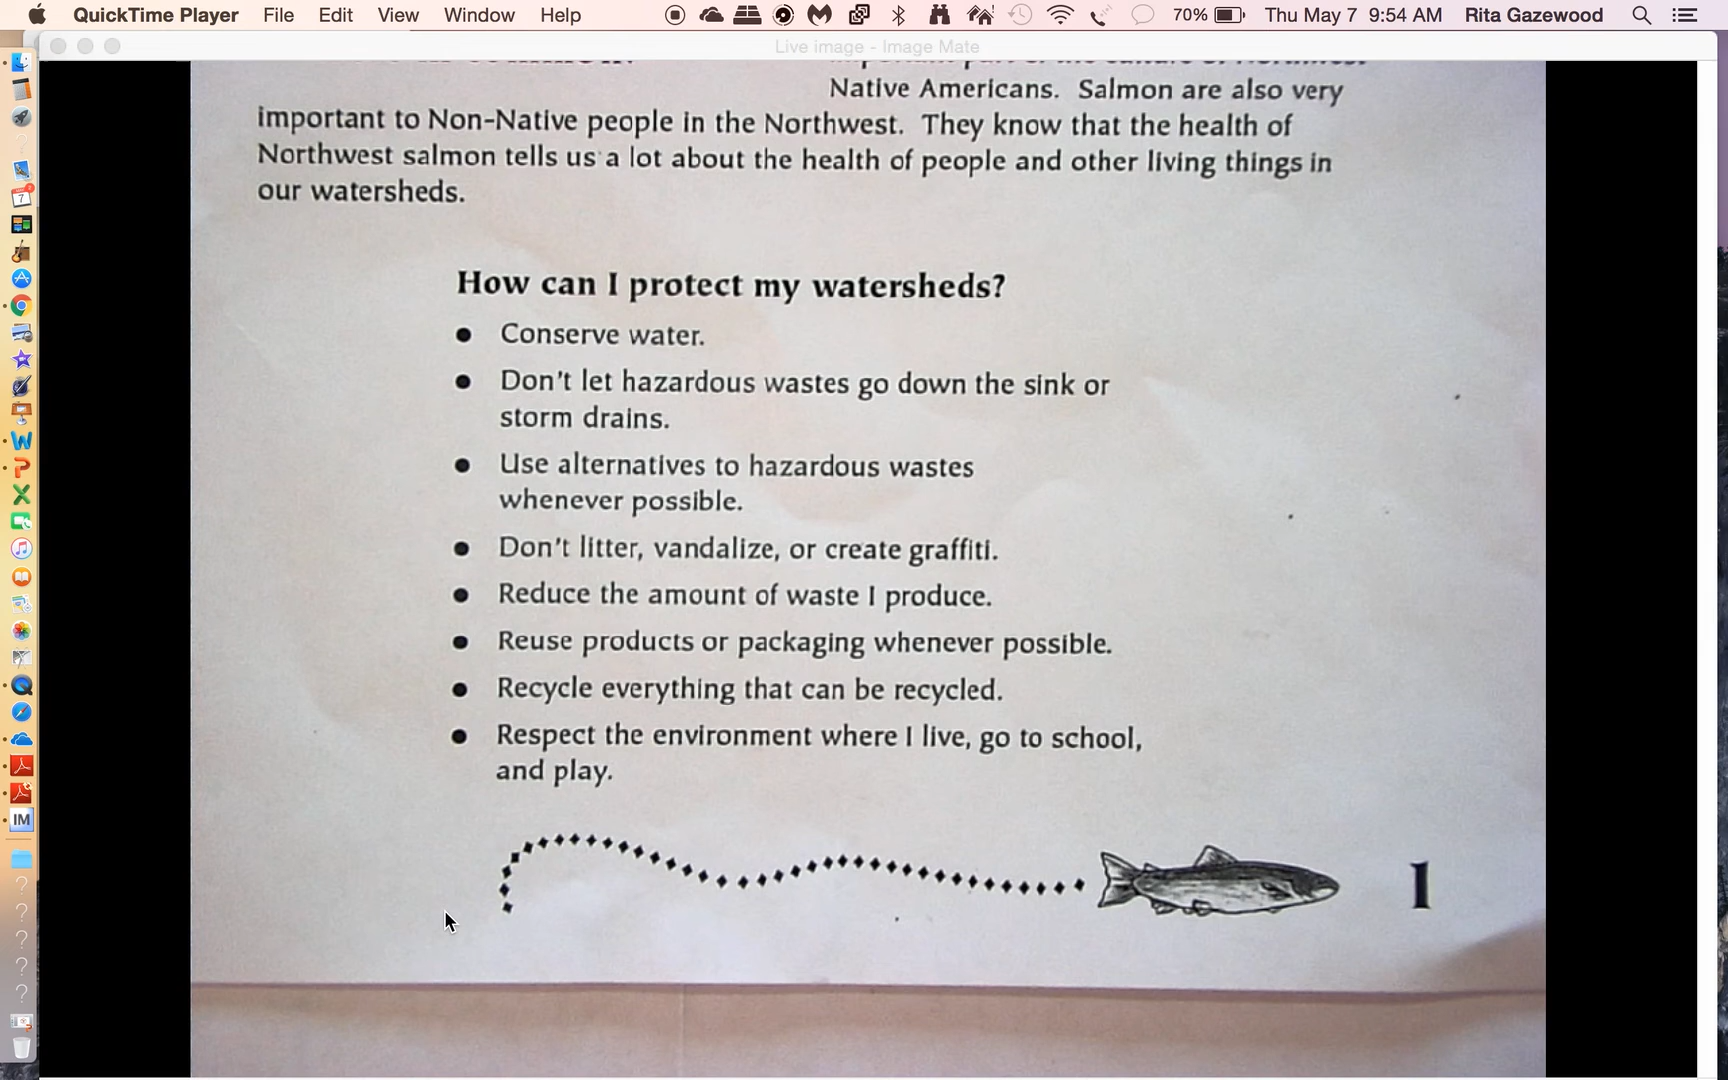 QuickTime Player File Edit View Window Help 70% Thu May 7 9:54 AM Rita Gazewood
Live image - Image Mate
Native Americans. Salmon are also very
important to Non-Native people in the Northwest. They know that the health of
Northwest salmon tells us a lot about the health of people and other living things in
our watersheds.
How can I protect my watersheds?
● Conserve water.
● Don't let hazardous wastes go down the sink or
storm drains.
● Use alternatives to hazardous wastes
whenever possible.
● Don't litter, vandalize, or create graffiti.
● Reduce the amount of waste I produce.
● Reuse products or packaging whenever possible.
● Recycle everything that can be recycled.
● Respect the environment where I live, go to school,
and play.
1
IM